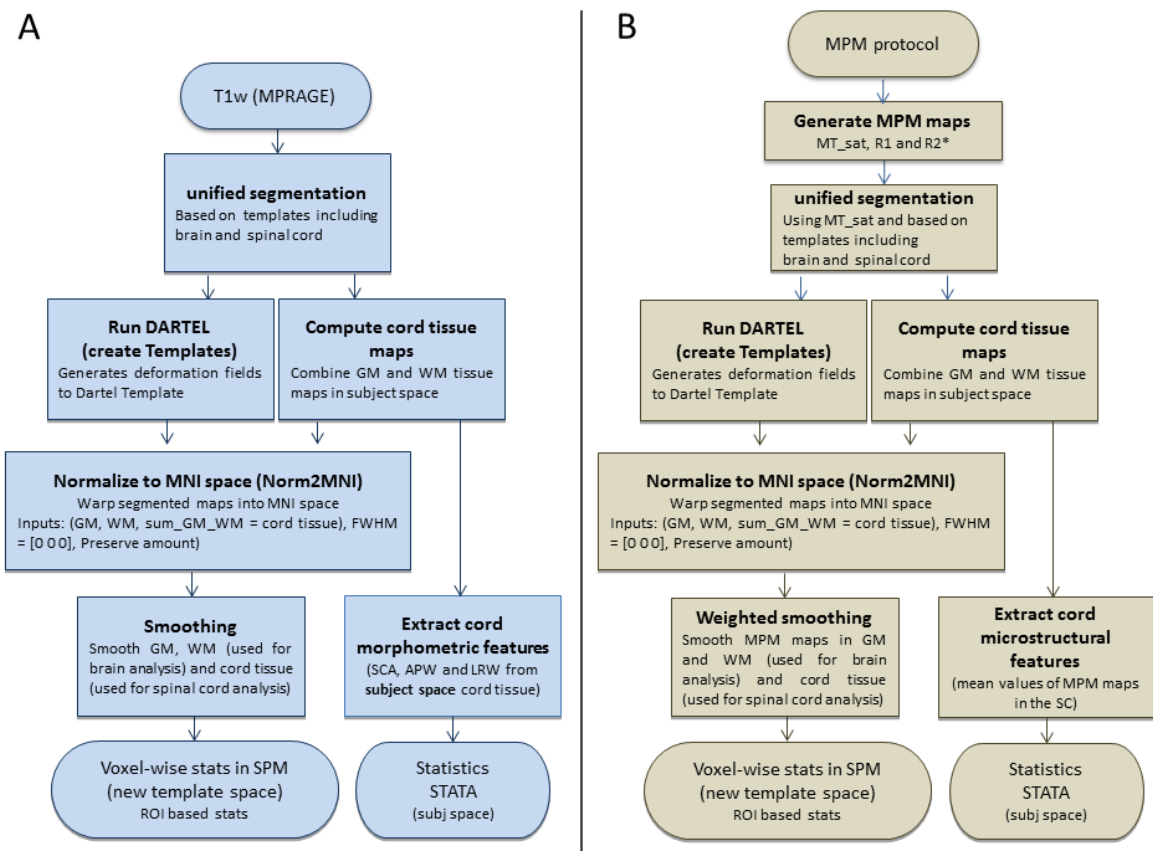 A
T1w (MPRAGE)
unified segmentation
Based on templates including
brain and spinal cord
Run DARTEL
(create Templates)
Generates deformation fields
to Dartel Template
Compute cord tissue
maps
Combine GM and WM tissue
maps in subject space
Normalize to MNI space (Norm2MNI)
Warp segmented maps into MNI space
Inputs: (GM, WM, sum_GM_WM = cord tissue), FWHM
= [0 0 0], Preserve amount)
Smoothing
Smooth GM, WM (used for
brain analysis) and cord tissue
(used for spinal cord analysis)
Extract cord
morphometric features
(SCA, APW and LRW from
subject space cord tissue)
Voxel-wise stats in SPM
(new template space)
ROI based stats
Statistics
STATA
(subj space)
B
MPM protocol
Generate MPM maps
MT_sat, R1 and R2*
unified segmentation
Using MT_sat and based on
templates including
brain and spinal cord
Run DARTEL
(create Templates)
Generates deformation fields
to Dartel Template
Compute cord tissue
maps
Combine GM and WM tissue
maps in subject space
Normalize to MNI space (Norm2MNI)
Warp segmented maps into MNI space
Inputs: (GM, WM, sum_GM_WM = cord tissue), FWHM
= [0 0 0], Preserve amount)
Weighted smoothing
Smooth MPM maps in GM
and WM (used for brain
analysis) and cord tissue
(used for spinal cord analysis)
Extract cord
microstructural
features
(mean values of MPM maps
in the SC)
Voxel-wise stats in SPM
(new template space)
ROI based stats
Statistics
STATA
(subj space)